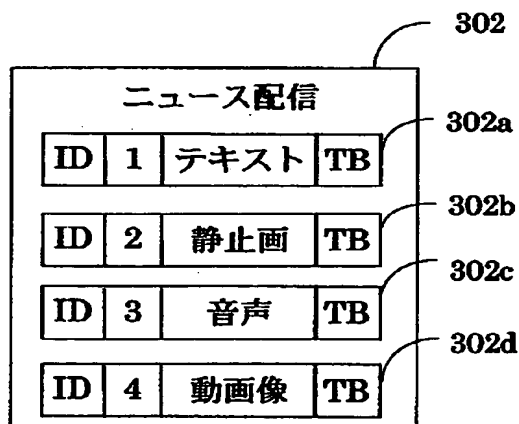 302
ニュース配信
302a
ID 1 テキスト TB
302b
ID 2 静止画 TB
302c
ID 3 音声 TB
302d
ID 4 動画像 TB